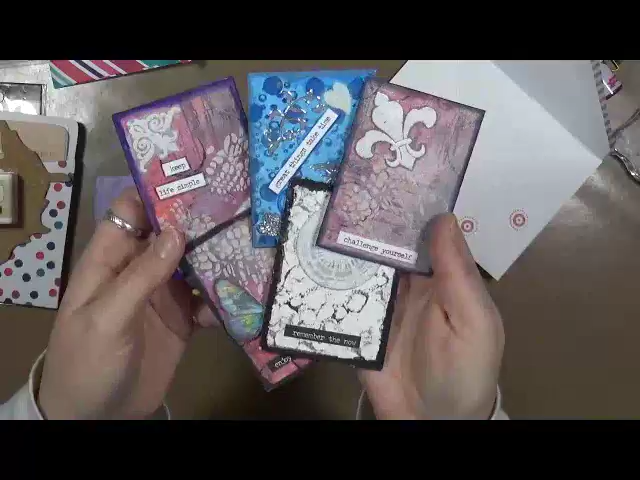 keep
life simple
great things take time
challenge yourself
remember the now
enjoy